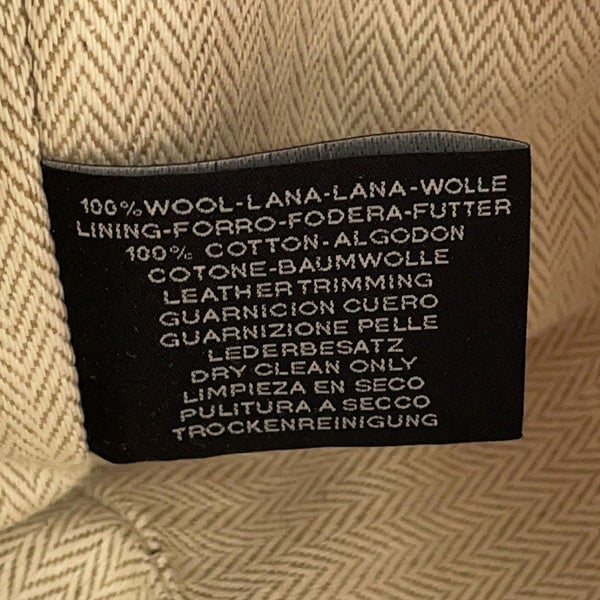 100% WOOL-LANA-LANA-WOLLE
LINING-FORRO-FODERA-FUTTER
100% COTTON-ALGODON
COTONE-BAUMWOLLE
LEATHER TRIMMING
GUARNICION CUERO
GUARNIZIONE PELLE
LEDERBESATZ
DRY CLEAN ONLY
LIMPIEZA EN SECO
PULITURA A SECCO
TROCKENREINIGUNG